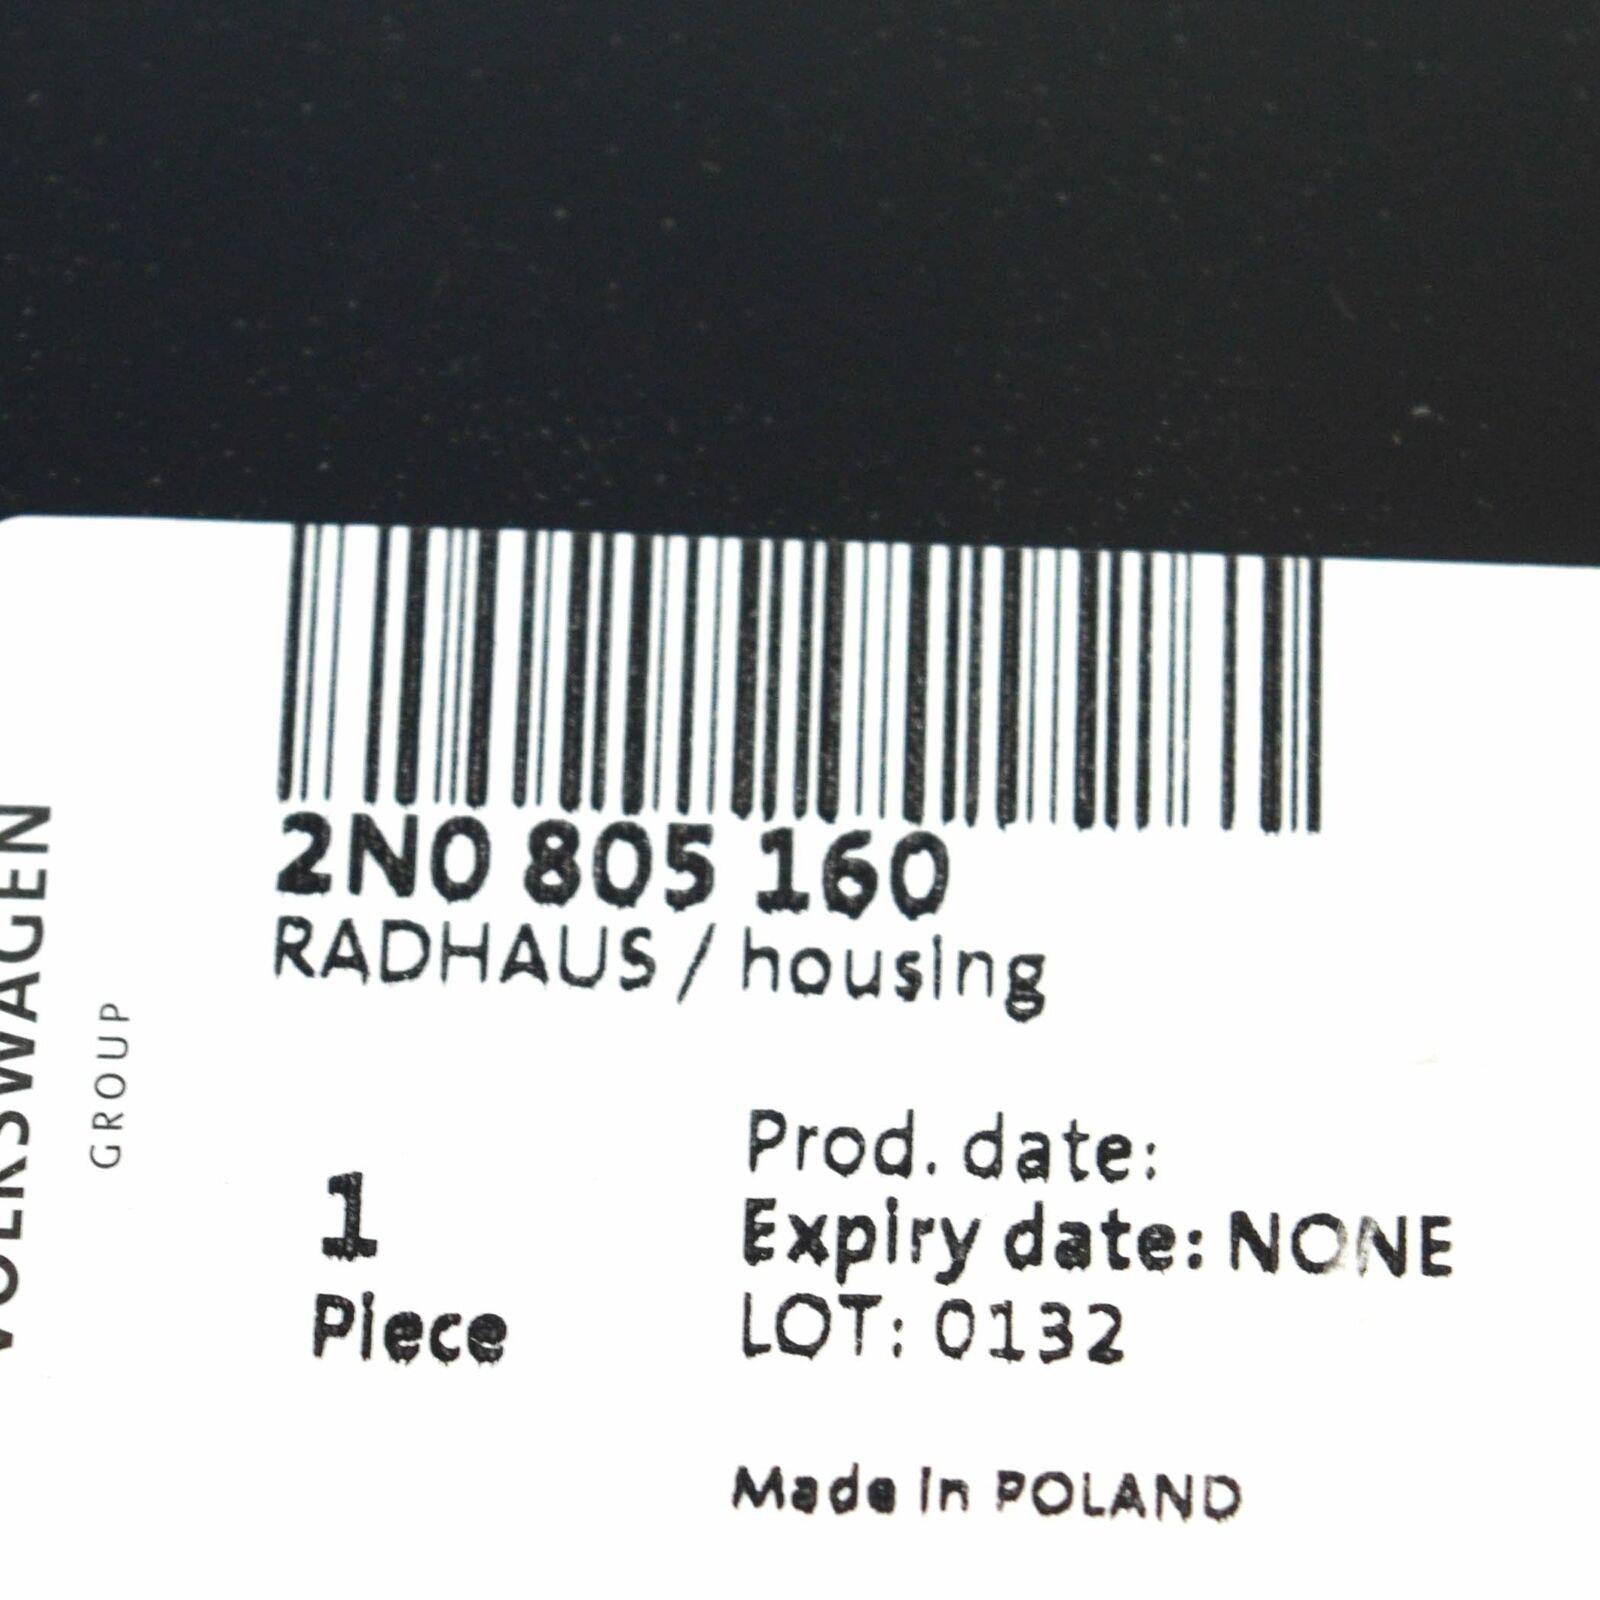 2N0 805 160
RADHAUS / housing
VOLKSWAGEN
GROUP
1
Piece
Prod. date:
Expiry date: NONE
LOT: 0132
Made in POLAND